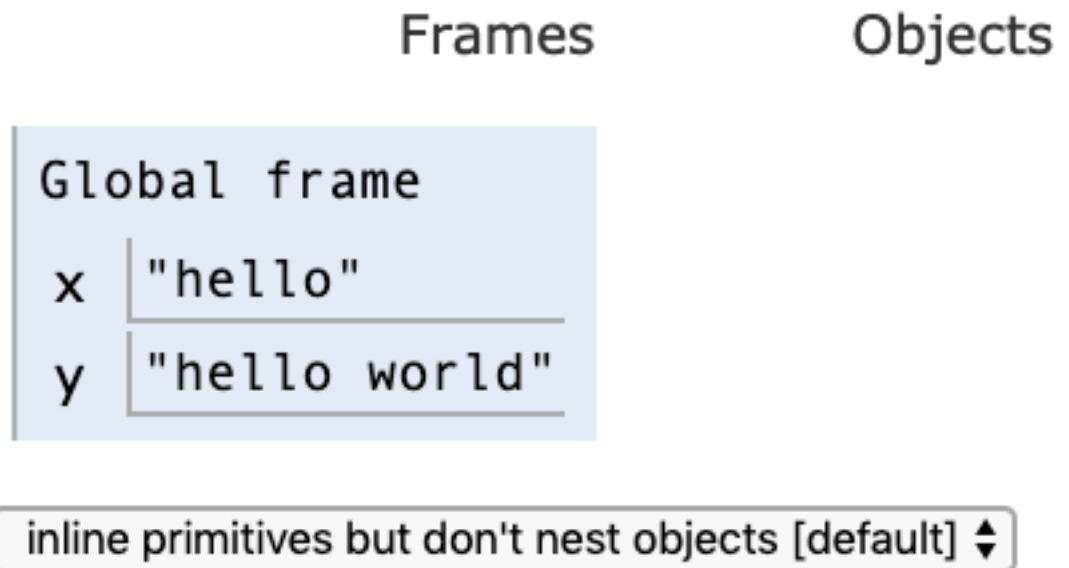 Frames Objects
Global frame
x "hello"
y "hello world"
inline primitives but don't nest objects [default]